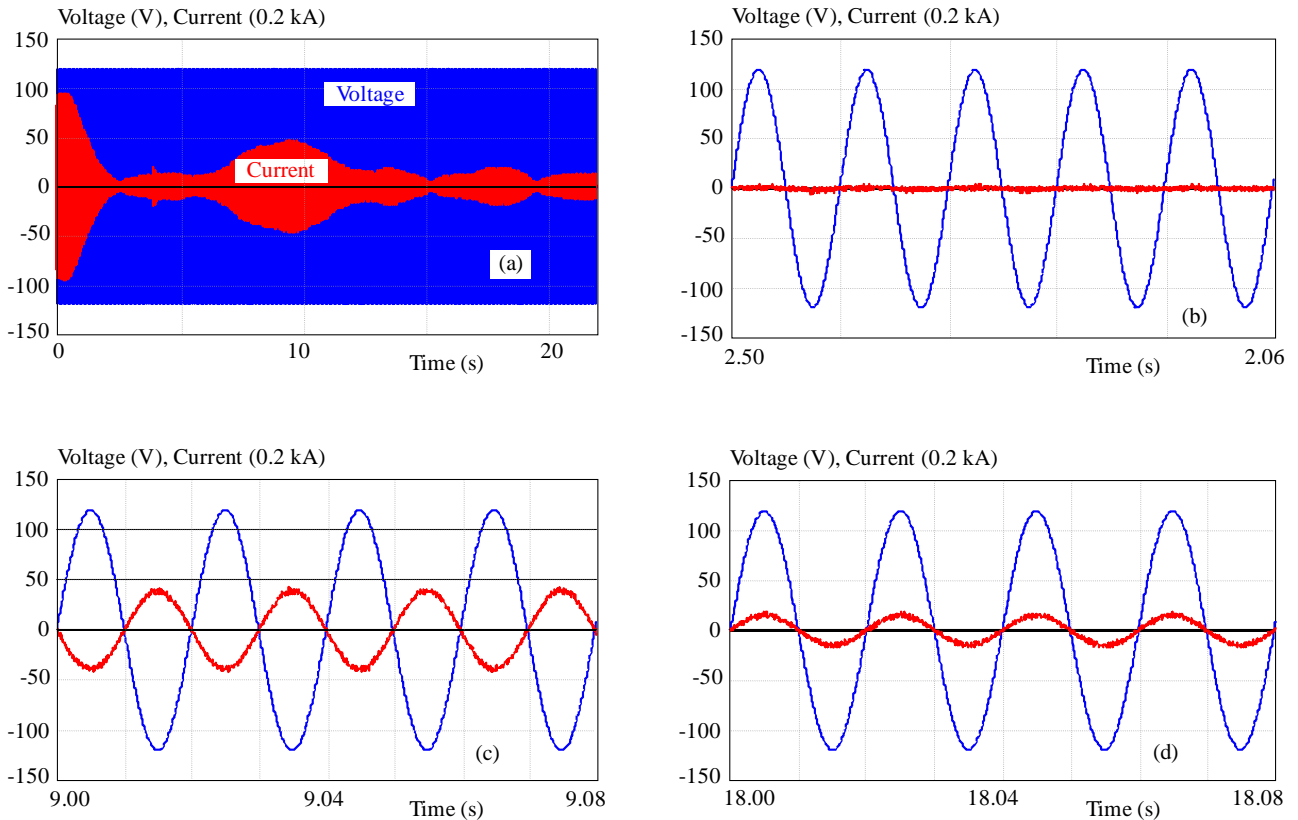 Voltage (V), Current (0.2 kA)
150
100
50
0
-50
-100
-150
Voltage
Current
(a)
0
10
20
Time (s)
Voltage (V), Current (0.2 kA)
150
100
50
0
-50
-100
-150
(b)
2.50
2.06
Time (s)
Voltage (V), Current (0.2 kA)
150
100
50
0
-50
-100
-150
(c)
9.00
9.04
9.08
Time (s)
Voltage (V), Current (0.2 kA)
150
100
50
0
-50
-100
-150
(d)
18.00
18.04
18.08
Time (s)